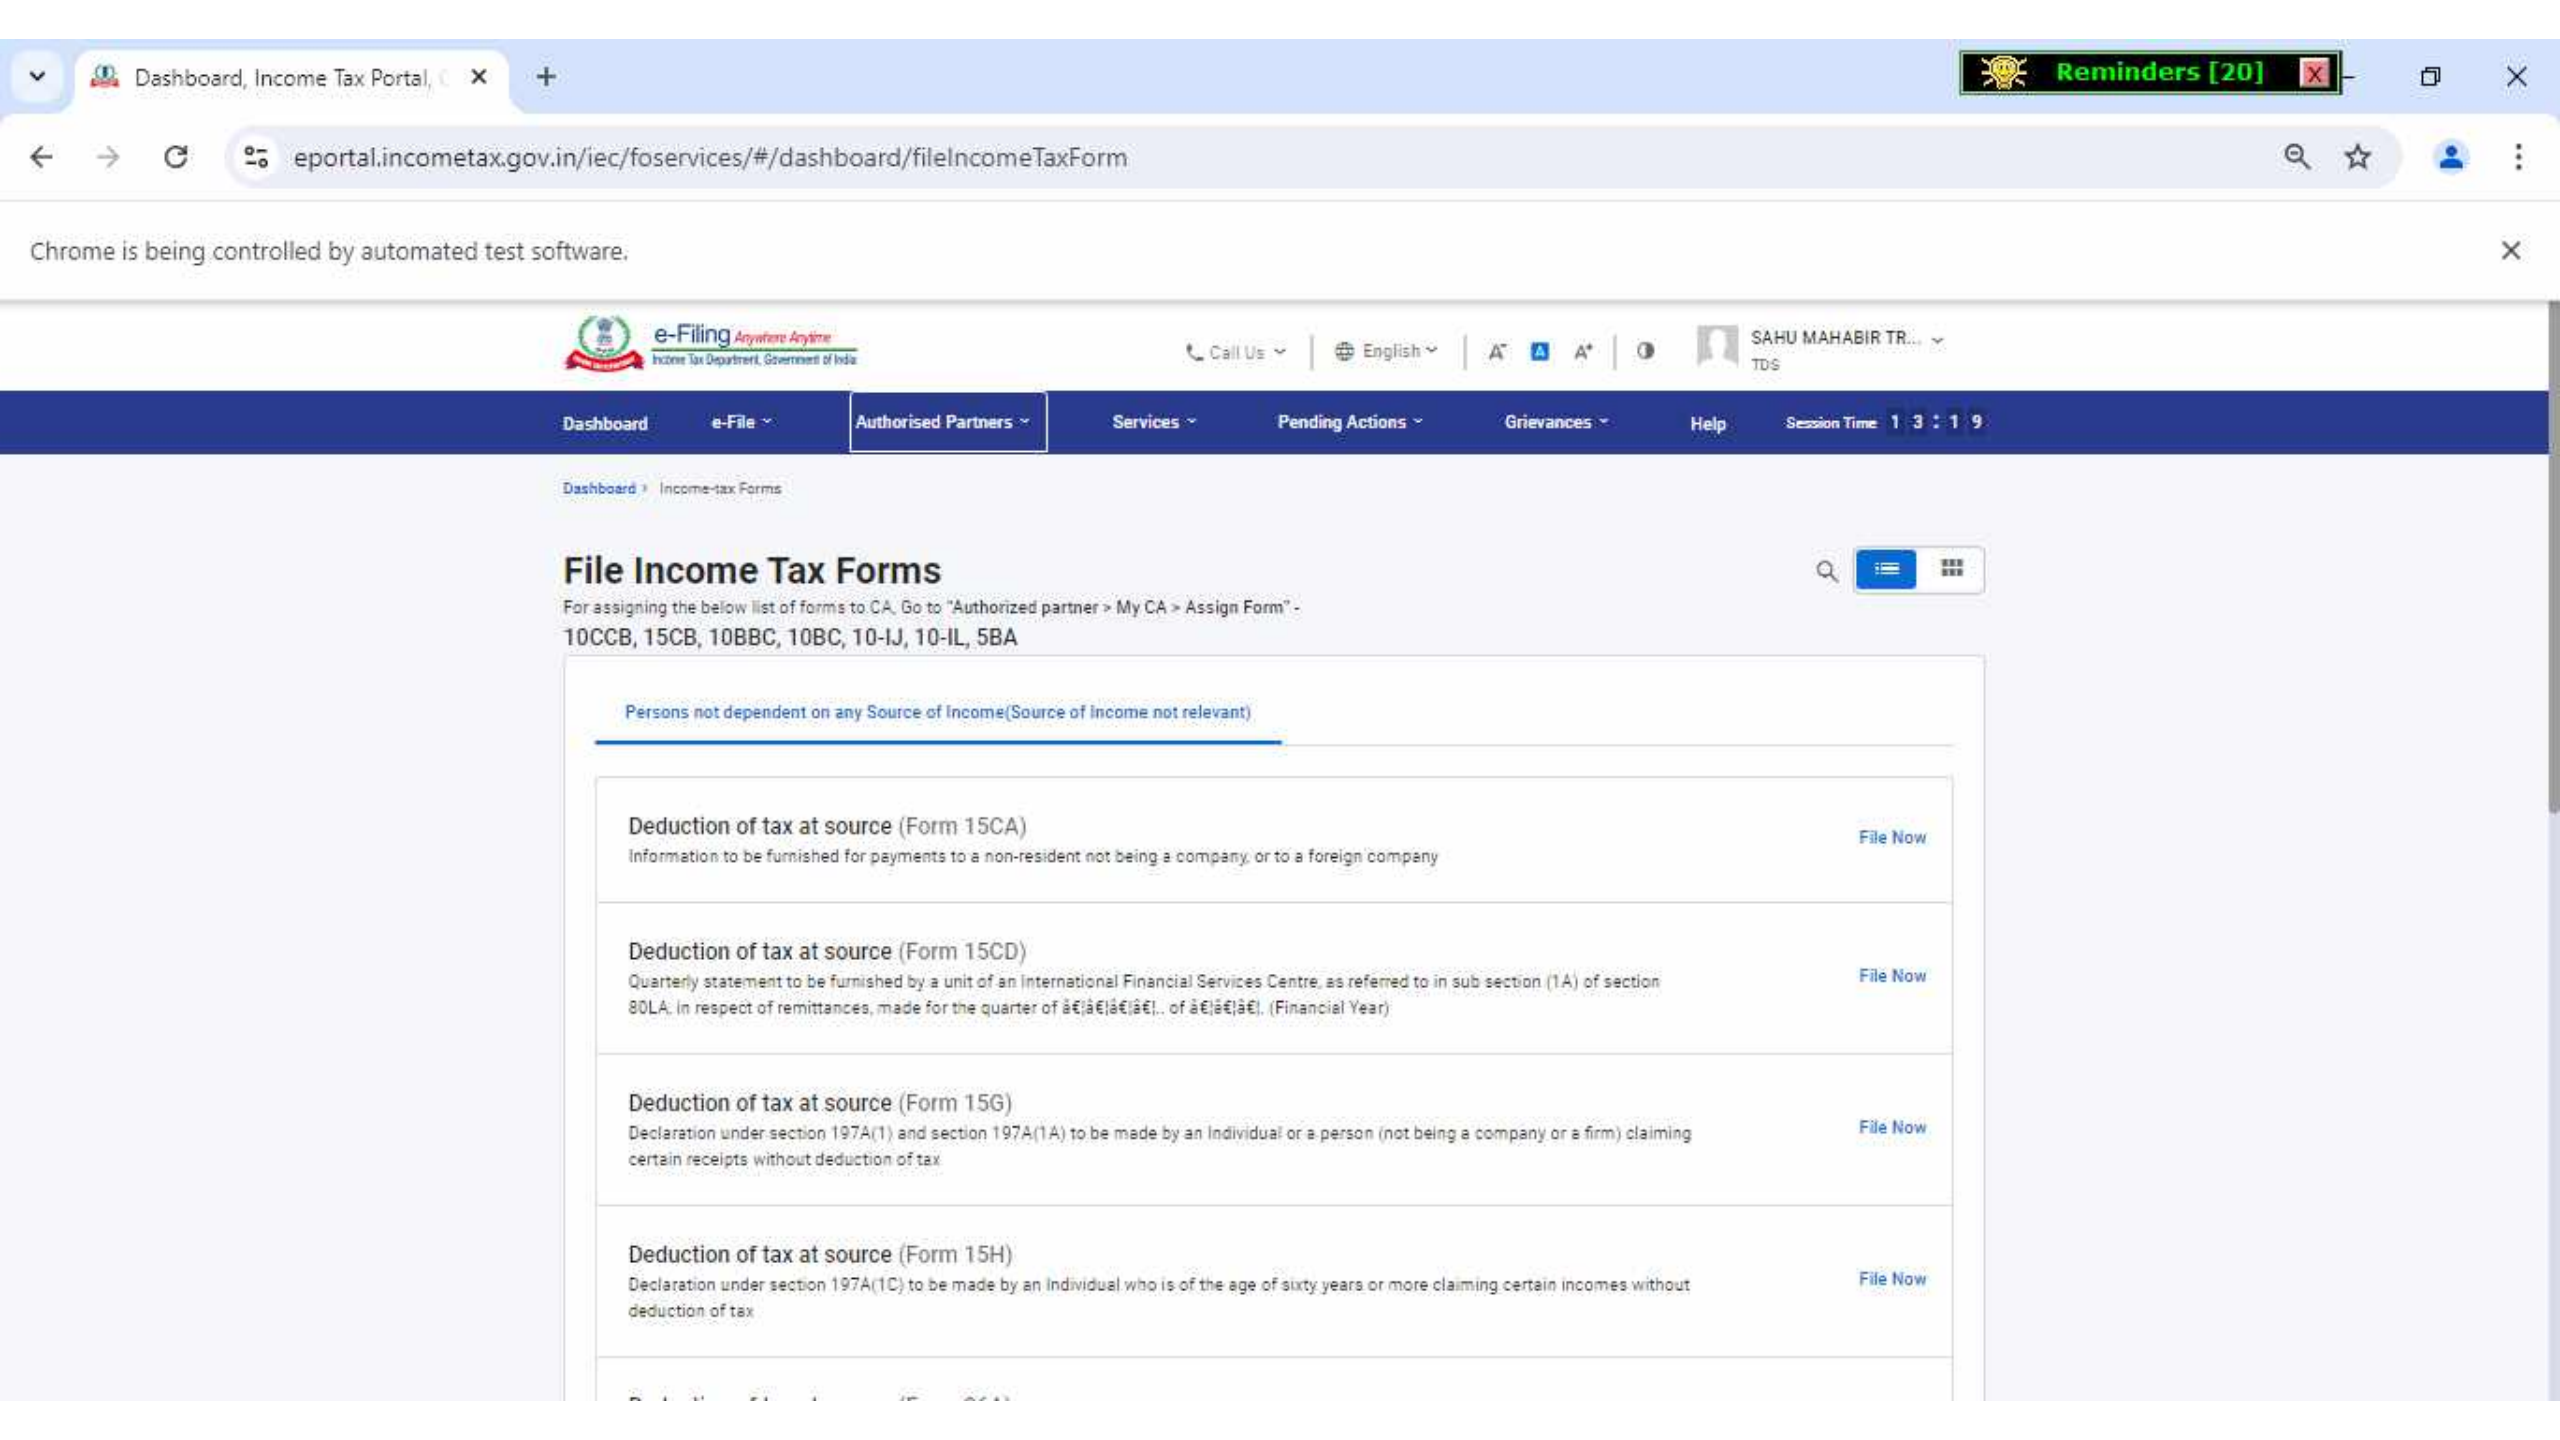 Dashboard, Income Tax Portal,
Reminders [20]
eportal.incometax.gov.in/iec/foservices/#/dashboard/fileIncomeTaxForm
Chrome is being controlled by automated test software.
e-Filing Anywhere Anytime
Income Tax Department, Government of India
Call Us
English
A-
A
A+
SAHU MAHABIR TR...
TDS
Dashboard
e-File
Authorised Partners
Services
Pending Actions
Grievances
Help
Session Time 1 3 : 1 9
Dashboard > Income-tax Forms
File Income Tax Forms
For assigning the below list of forms to CA, Go to "Authorized partner > My CA > Assign Form" -
10CCB, 15CB, 10BBC, 10BC, 10-IJ, 10-IL, 5BA
Persons not dependent on any Source of Income(Source of Income not relevant)
Deduction of tax at source (Form 15CA)
Information to be furnished for payments to a non-resident not being a company, or to a foreign company
File Now
Deduction of tax at source (Form 15CD)
Quarterly statement to be furnished by a unit of an International Financial Services Centre, as referred to in sub section (1A) of section
80LA, in respect of remittances, made for the quarter of â€¦â€¦â€¦â€¦.. of â€¦â€¦â€¦. (Financial Year)
File Now
Deduction of tax at source (Form 15G)
Declaration under section 197A(1) and section 197A(1A) to be made by an Individual or a person (not being a company or a firm) claiming
certain receipts without deduction of tax
File Now
Deduction of tax at source (Form 15H)
Declaration under section 197A(1C) to be made by an Individual who is of the age of sixty years or more claiming certain incomes without
deduction of tax
File Now